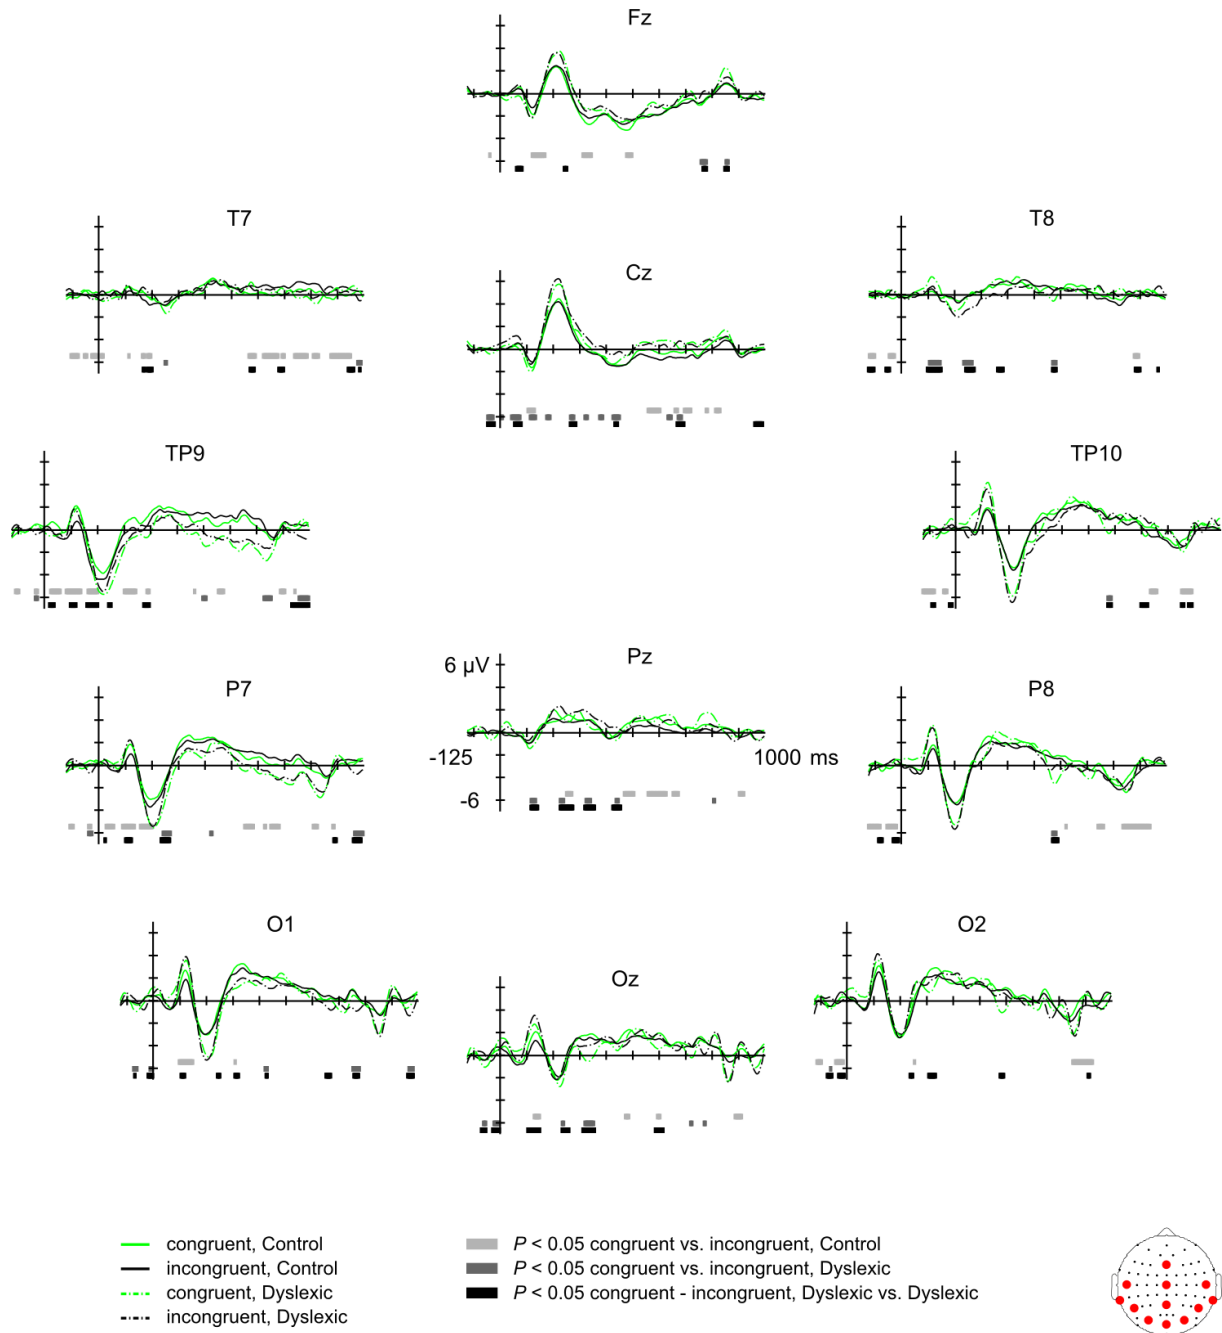 Fz
T7
T8
Cz
TP9
TP10
Pz
6 µV
P7
P8
-125
1000 ms
-6
O1
O2
Oz
congruent, Control
incongruent, Control
congruent, Dyslexic
incongruent, Dyslexic
P < 0.05 congruent vs. incongruent, Control
P < 0.05 congruent vs. incongruent, Dyslexic
P < 0.05 congruent - incongruent, Dyslexic vs. Dyslexic